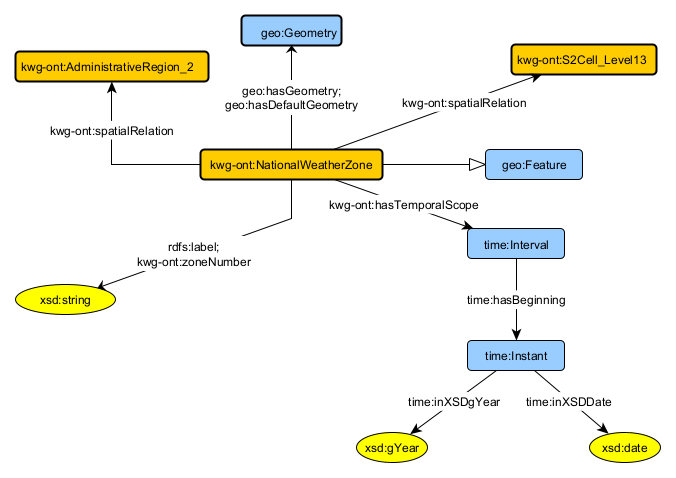 geo:Geometry
kwg-ont:AdministrativeRegion_2
kwg-ont:S2Cell_Level13
geo:hasGeometry;
geo:hasDefaultGeometry
kwg-ont:spatialRelation
kwg-ont:spatialRelation
kwg-ont:NationalWeatherZone
geo:Feature
kwg-ont:hasTemporalScope
rdfs:label;
kwg-ont:zoneNumber
time:Interval
xsd:string
time:hasBeginning
time:Instant
time:inXSDgYear
time:inXSDDate
xsd:gYear
xsd:date